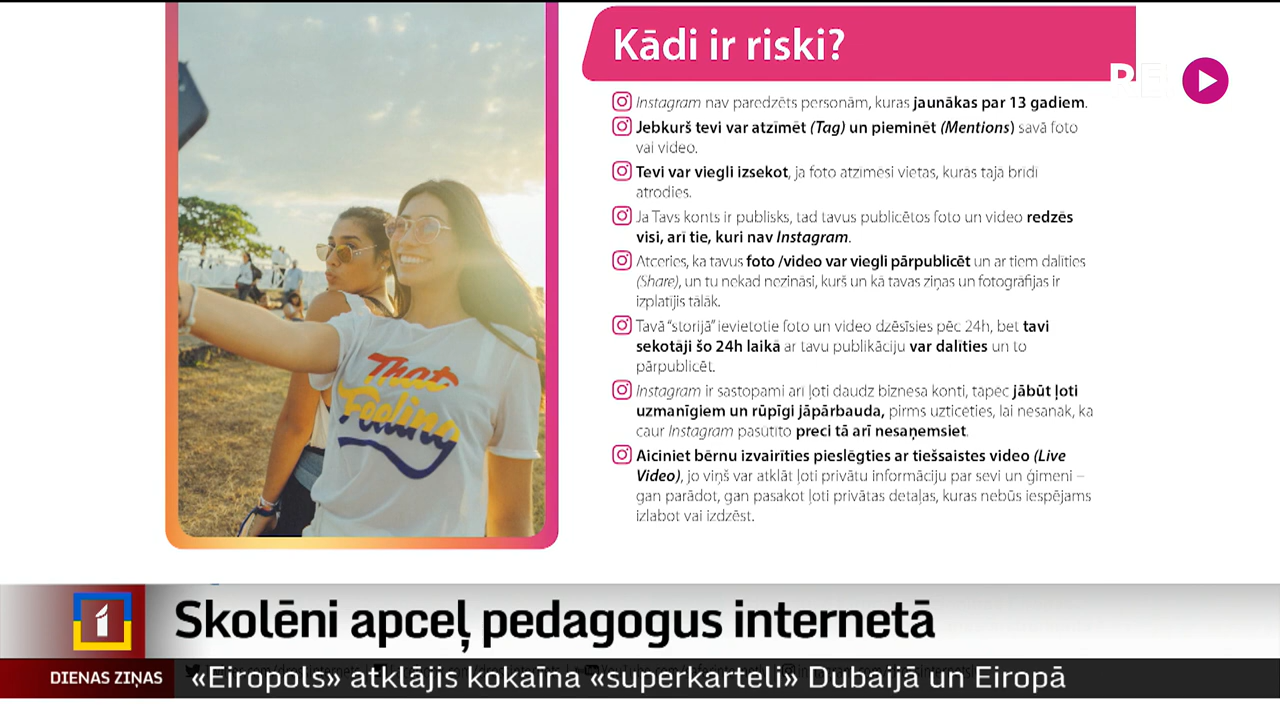 Kādi ir riski?
Instagram nav paredzēts personām, kuras jaunākas par 13 gadiem.
Jebkurš tevi var atzīmēt (Tag) un pieminēt (Mentions) savā foto
vai video.
Tevi var viegli izsekot, ja foto atzīmēsi vietas, kurās tajā brīdī
atrodies.
Ja Tavs konts ir publisks, tad tavus publicētos foto un video redzēs
visi, arī tie, kuri nav Instagram.
Atceries, ka tavus foto /video var viegli pārpublicēt un ar tiem dalīties
(Share), un tu nekad nezināsi, kurš un kā tavas ziņas un fotogrāfijas ir
izplatījis tālāk.
Tavā “storijā” ievietotie foto un video dzēsīsies pēc 24h, bet tavi
sekotāji šo 24h laikā ar tavu publikāciju var dalīties un to
pārpublicēt.
Instagram ir sastopami arī ļoti daudz biznesa konti, tāpēc jābūt ļoti
uzmanīgiem un rūpīgi jāpārbauda, pirms uzticēties, lai nesanāk, ka
caur Instagram pasūtīto preci tā arī nesaņemsiet.
Aiciniet bērnu izvairīties pieslēgties ar tiešsaistes video (Live
Video), jo viņš var atklāt ļoti privātu informāciju par sevi un ģimeni –
gan parādot, gan pasakot ļoti privātas detaļas, kuras nebūs iespējams
izlabot vai izdzēst.
That
Feeling
1
Skolēni apceļ pedagogus internetā
DIENAS ZIŅAS
«Eiropols» atklājis kokaīna «superkarteli» Dubaijā un Eiropā